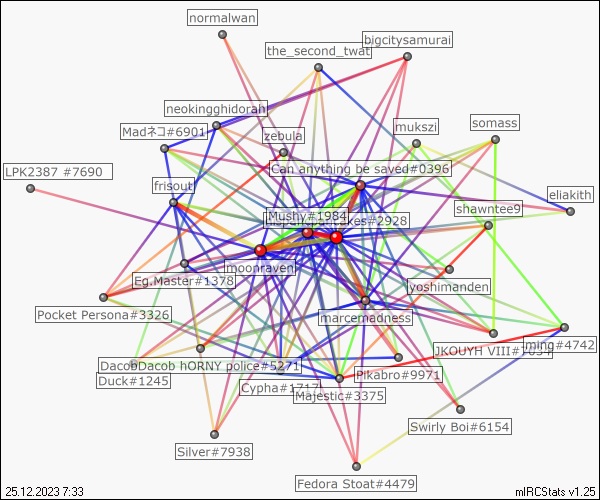 normalwan
bigcitysamurai
the_second_twat
neokingghidorah
Madネコ#6901
zebula
mukszi
somass
LPK2387 #7690
Can anything be saved#0396
frisout
eliakith
shawntee9
Mushy#1984
#2928
moonraven
Eg.Master#1378
yoshimanden
Pocket Persona#3326
marcemadness
JKOUYH VIII#
ming#4742
DacobDacob hORNY police#5271
Pikabro#9971
Duck#1245
Cypha#1717
Majestic#3375
Swirly Boi#6154
Silver#7938
Fedora Stoat#4479
25.12.2023 7:33
mIRCStats v1.25